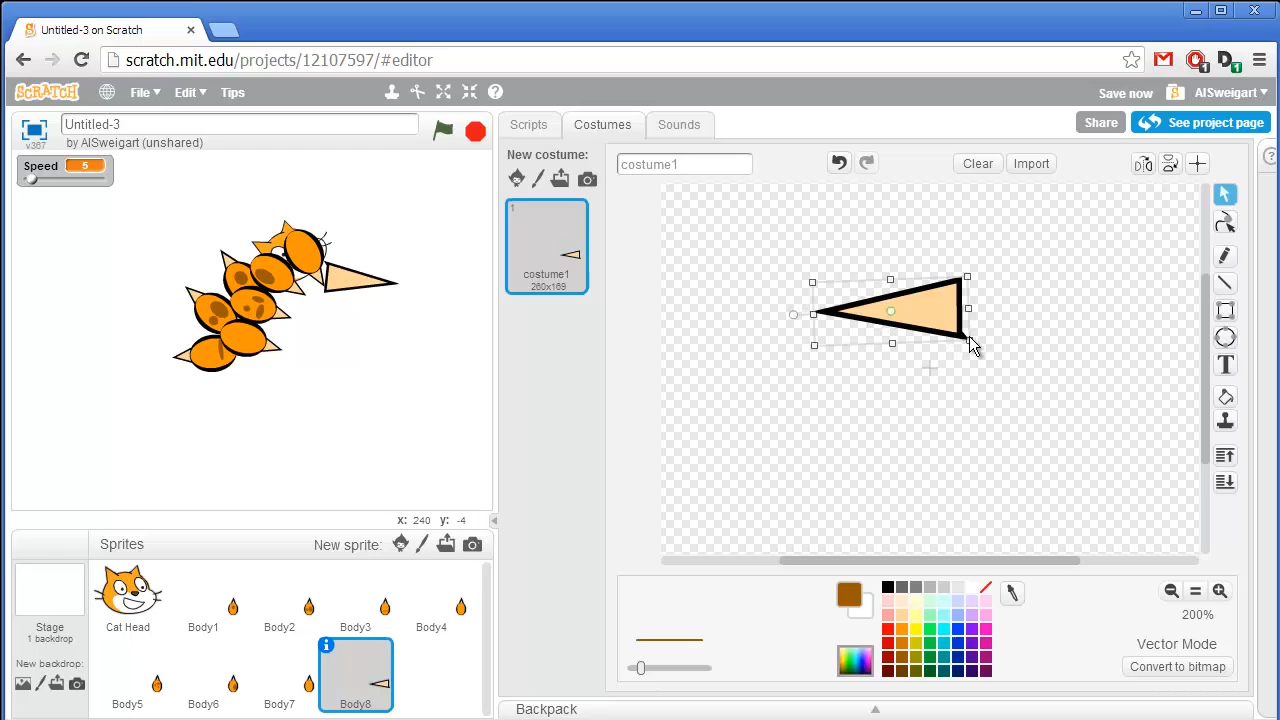 Untitled-3 on Scratch
scratch.mit.edu/projects/12107597/#editor
1
1
SCRATCH
File
Edit
Tips
Save now
AlSweigart
v387
Untitled-3
by AlSweigart (unshared)
Scripts
Costumes
Sounds
Share
See project page
Speed 5
New costume:
1
costume1
260x169
costume1
Clear
Import
T
x: 240 y: -4
Sprites
New sprite:
Stage
1 backdrop
New backdrop:
Cat Head
Body1
Body2
Body3
Body4
Body5
Body6
Body7
Body8
200%
Vector Mode
Convert to bitmap
Backpack